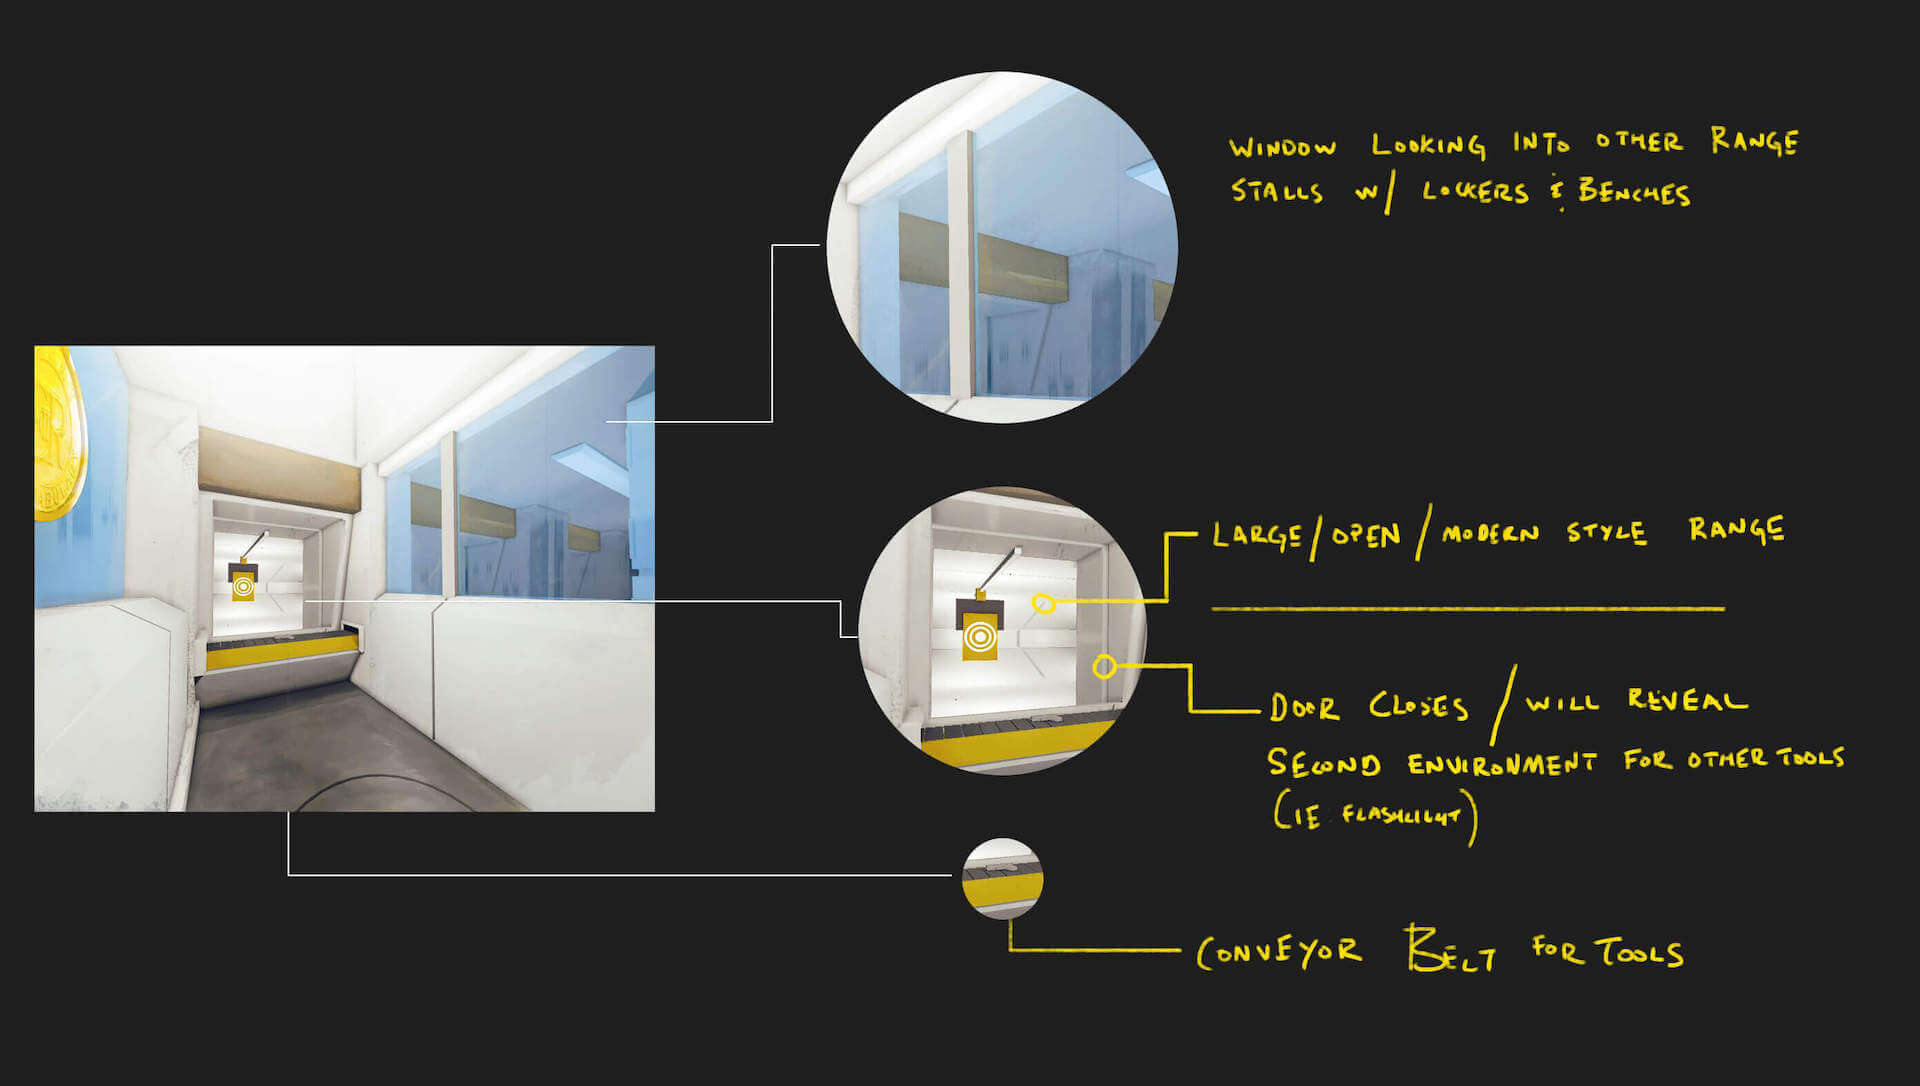 WINDOW LOOKING INTO OTHER RANGE
STALLS W/ LOCKERS & BENCHES
LARGE/OPEN/MODERN STYLE RANGE
DOOR CLOSES / WILL REVEAL
SECOND ENVIRONMENT FOR OTHER TOOLS
(IE. FLASHLIGHT)
CONVEYOR BELT FOR TOOLS